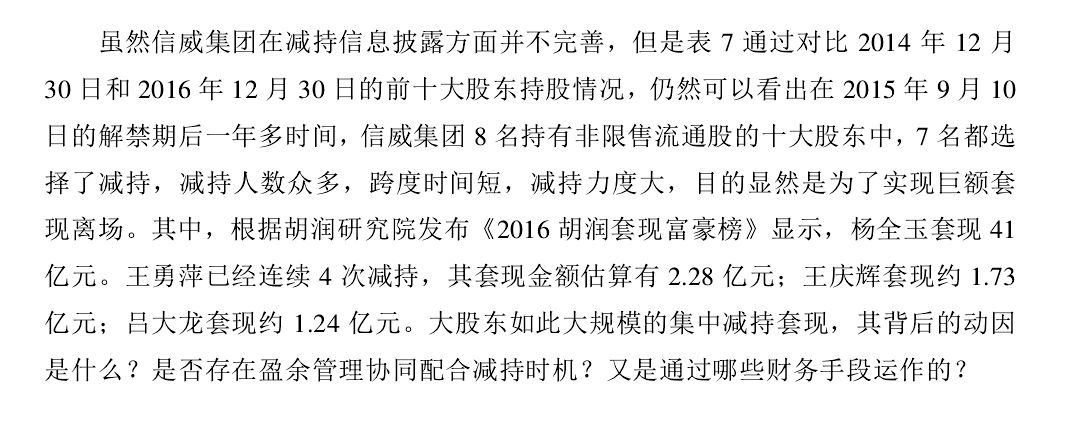 虽然信威集团在减持信息披露方面并不完善，但是表 7 通过对比 2014 年 12 月
30 日和 2016 年 12 月 30 日的前十大股东持股情况，仍然可以看出在 2015 年 9 月 10
日的解禁期后一年多时间，信威集团 8 名持有非限售流通股的十大股东中，7 名都选
择了减持，减持人数众多，跨度时间短，减持力度大，目的显然是为了实现巨额套
现离场。其中，根据胡润研究院发布《2016 胡润套现富豪榜》显示，杨全玉套现 41
亿元。王勇萍已经连续 4 次减持，其套现金额估算有 2.28 亿元；王庆辉套现约 1.73
亿元；吕大龙套现约 1.24 亿元。大股东如此大规模的集中减持套现，其背后的动因
是什么？是否存在盈余管理协同配合减持时机？又是通过哪些财务手段运作的？